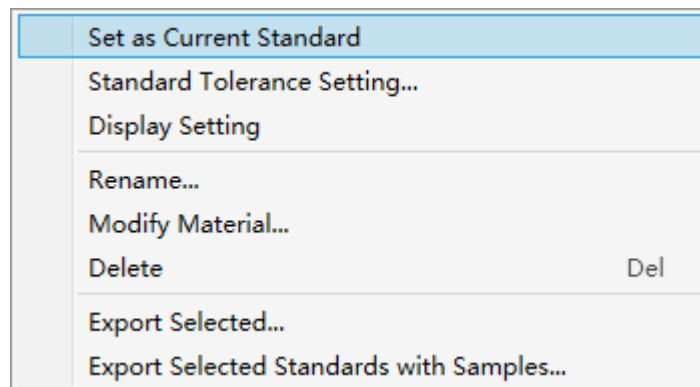 Set as Current Standard
Standard Tolerance Setting...
Display Setting
Rename...
Modify Material...
Delete Del
Export Selected...
Export Selected Standards with Samples...